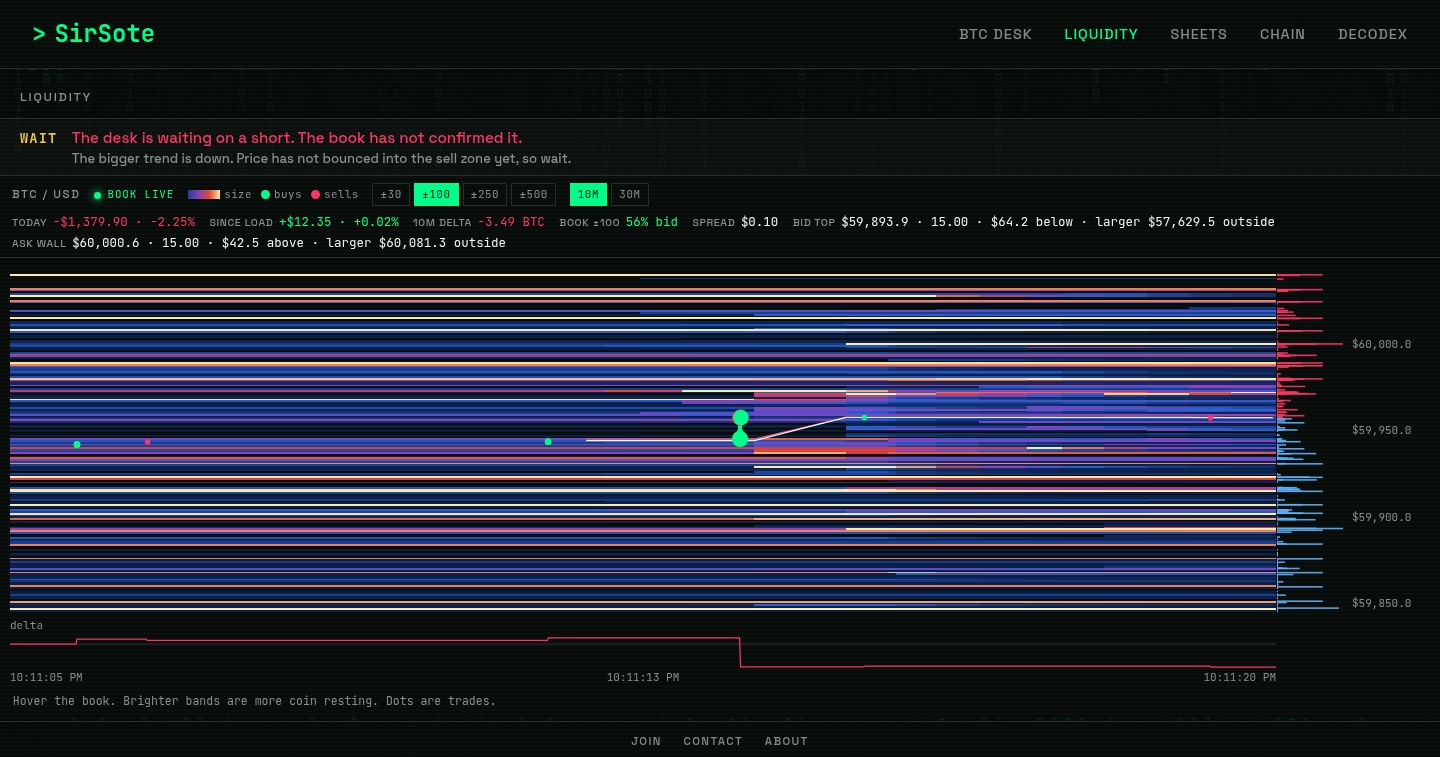 > SirSote
BTC DESK LIQUIDITY SHEETS CHAIN DECODEX
LIQUIDITY
WAIT The desk is waiting on a short. The book has not confirmed it.
The bigger trend is down. Price has not bounced into the sell zone yet, so wait.
BTC / USD BOOK LIVE size buys sells ±30 ±100 ±250 ±500 10M 30M
TODAY -$1,379.90 · -2.25% SINCE LOAD +$12.35 · +0.02% 10M DELTA -3.49 BTC BOOK ±100 56% bid SPREAD $0.10 BID TOP $59,893.9 · 15.00 · $64.2 below · larger $57,629.5 outside
ASK WALL $60,000.6 · 15.00 · $42.5 above · larger $60,081.3 outside
$60,000.0
$59,950.0
$59,900.0
$59,850.0
delta
10:11:05 PM 10:11:13 PM 10:11:20 PM
Hover the book. Brighter bands are more coin resting. Dots are trades.
JOIN CONTACT ABOUT